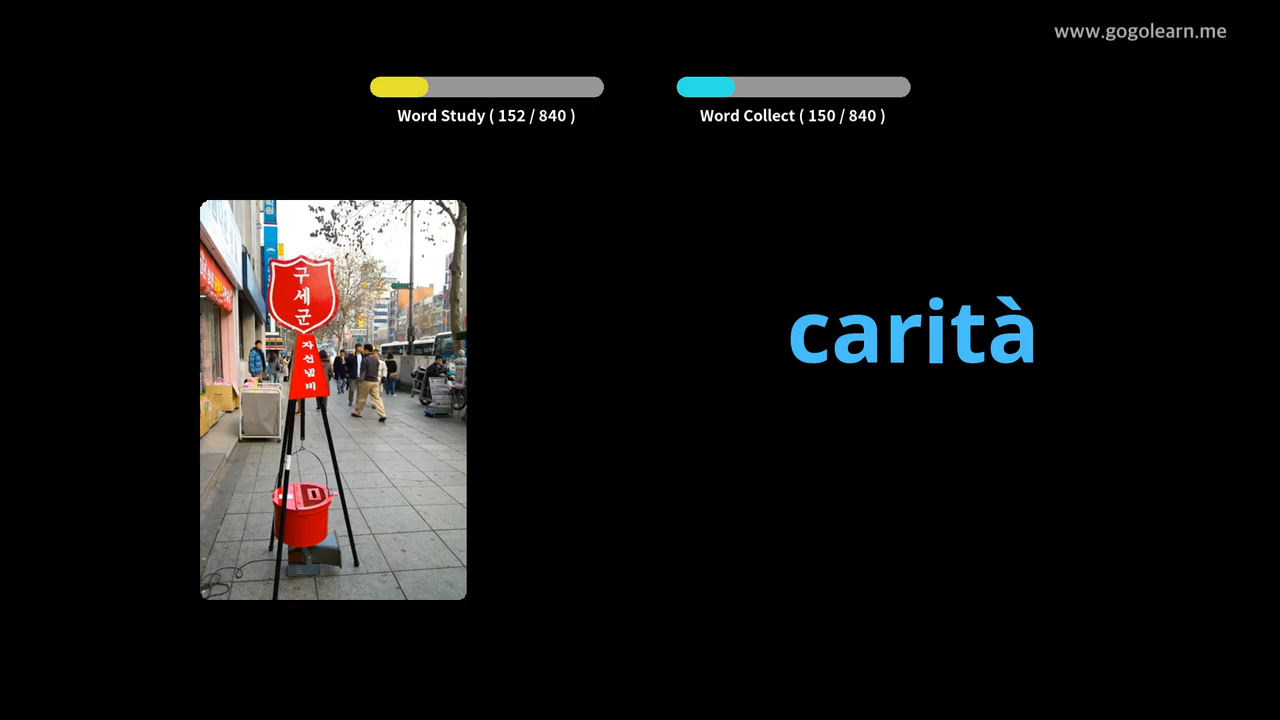 www.gogolearn.me
Word Study ( 152 / 840 )
Word Collect ( 150 / 840 )
구
세
군
자
선
냄
비
carità